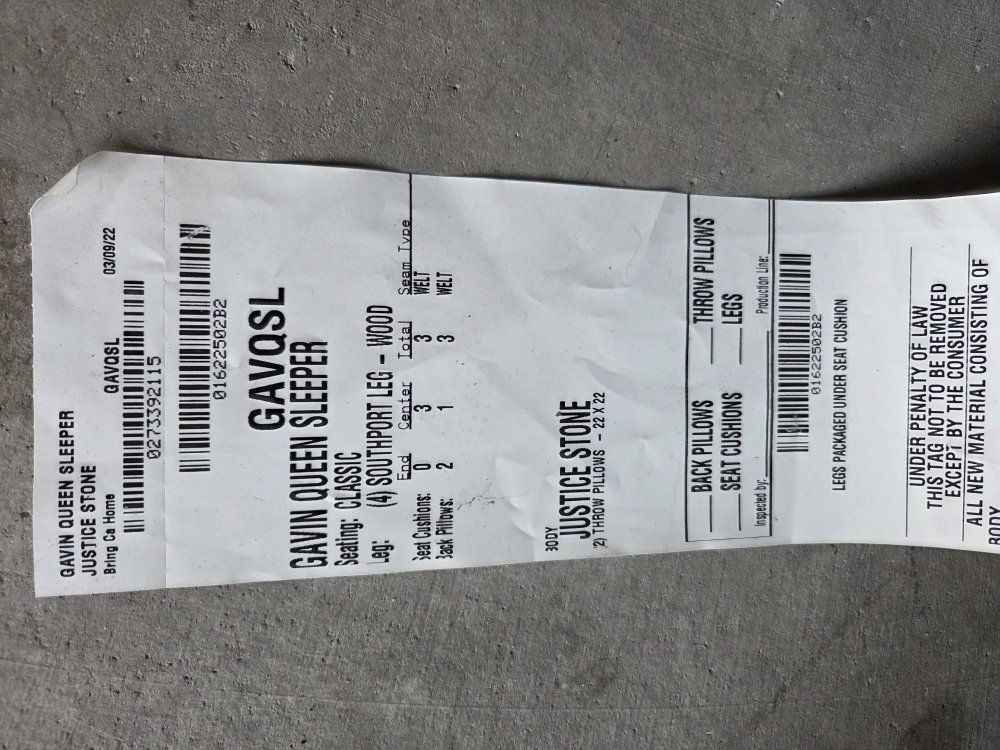 GAVIN QUEEN SLEEPER
JUSTICE STONE
Bring Ca Home GAVQSL 03/09/22
0273392115
01622502B2
GAVQSL
GAVIN QUEEN SLEEPER
Seating: CLASSIC
Leg: (4) SOUTHPORT LEG - WOOD
End Center Total Seam Type
Seat Cushions: 0 3 3 WELT
Back Pillows: 2 1 3 WELT
BODY
JUSTICE STONE
2) THROW PILLOWS - 22 X 22
BACK PILLOWS THROW PILLOWS
SEAT CUSHIONS LEGS
Inspected by: Production Line:
01622502B2
LEGS PACKAGED UNDER SEAT CUSHION
UNDER PENALTY OF LAW
THIS TAG NOT TO BE REMOVED
EXCEPT BY THE CONSUMER
ALL NEW MATERIAL CONSISTING OF
BODY